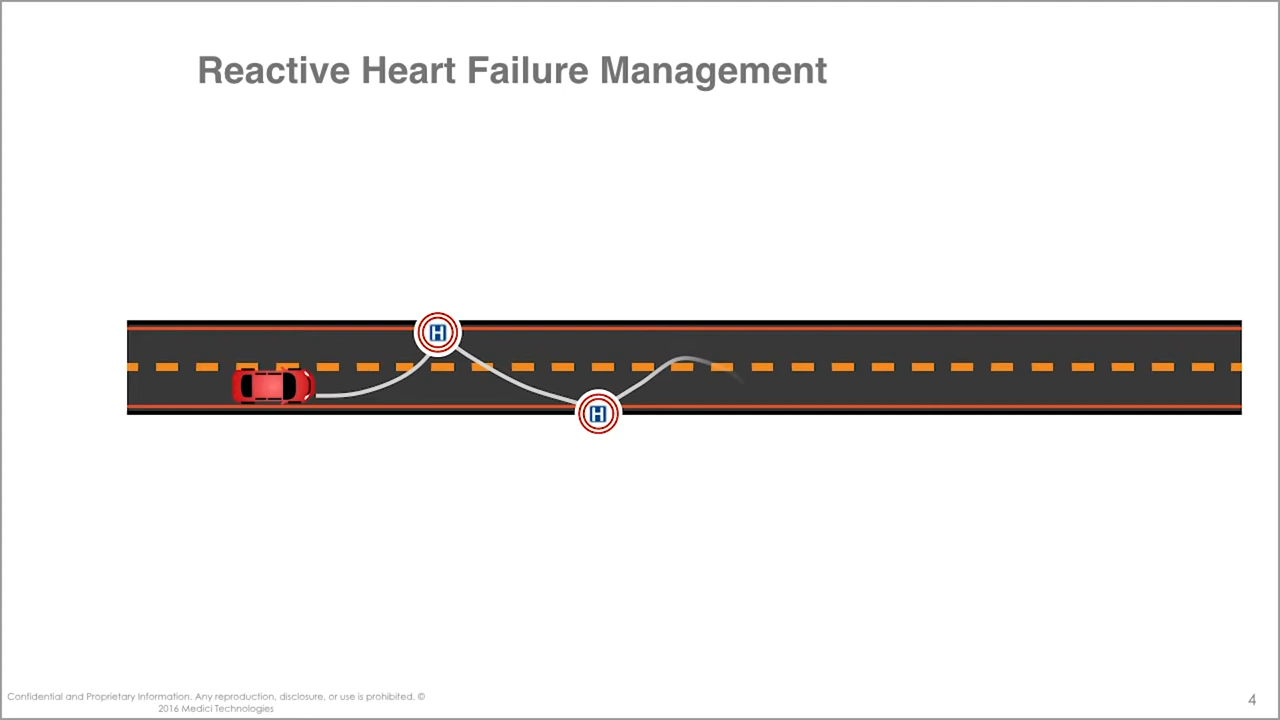 Reactive Heart Failure Management
H
H
Confidential and Proprietary Information. Any reproduction, disclosure, or use is prohibited. ©
2016 Medici Technologies
4